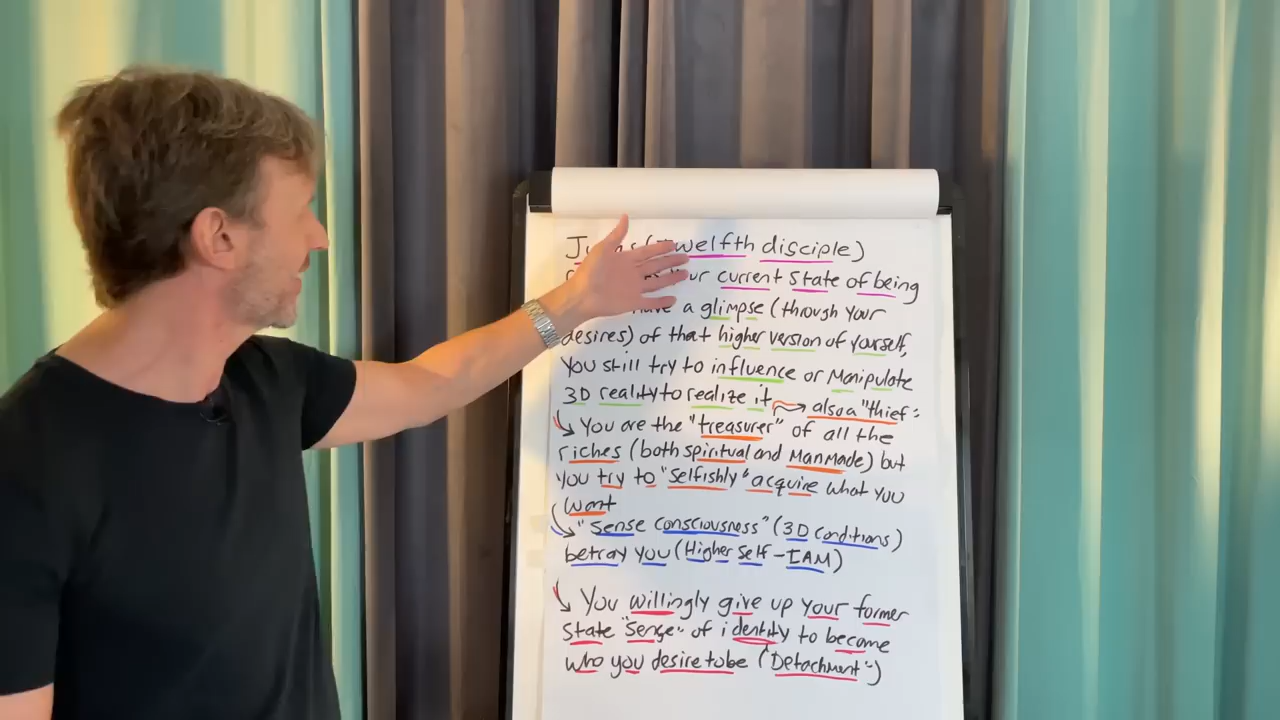 (Twelfth disciple)
current state of being
a glimpse (through your
desires) of that higher version of yourself,
You still try to influence or Manipulate
3D reality to realize it → also a "thief"
↳ You are the "treasurer" of all the
riches (both spiritual and ManMade) but
You try to "Selfishly" acquire what you
want
↳ "Sense consciousness" (3D conditions)
betray you (Higher Self - I AM)
↳ You willingly give up your former
State "Sense" of identity to become
who you desire to be ("Detachment")